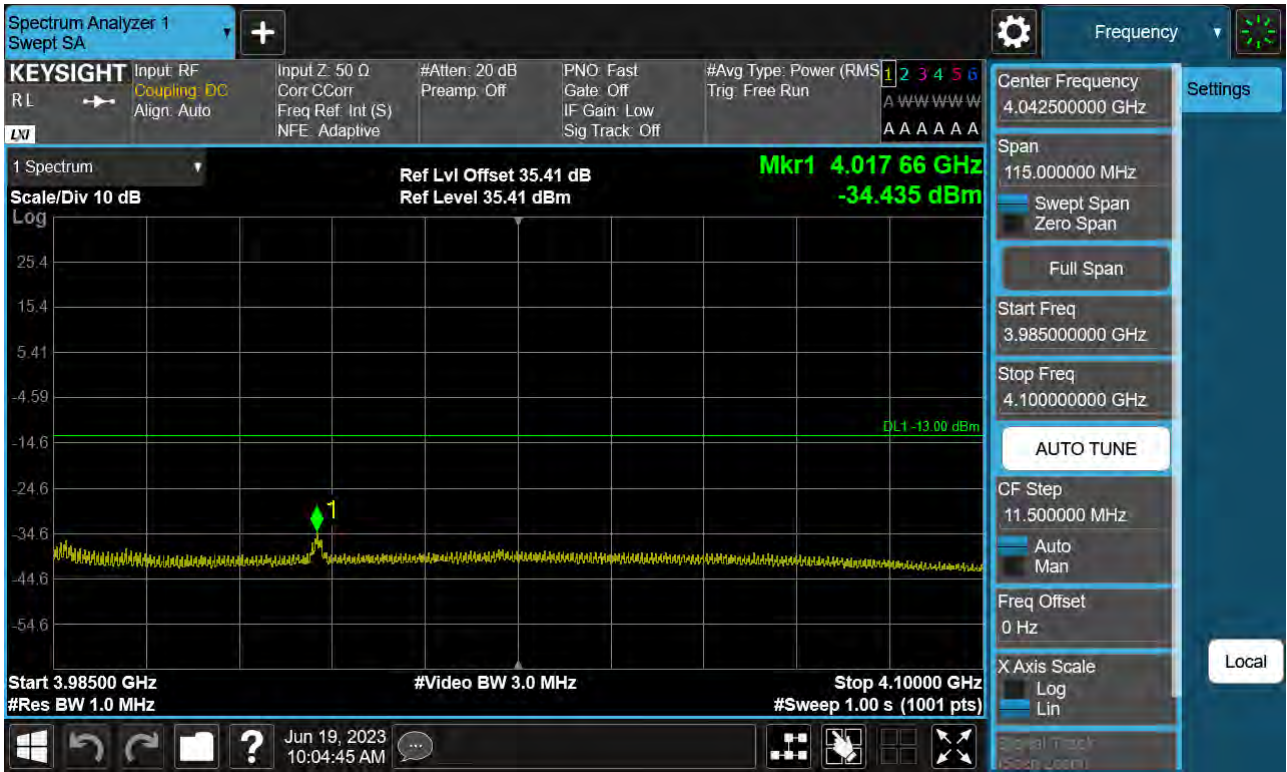 Spectrum Analyzer 1
Swept SA
Frequency
KEYSIGHT
RL
LXI
Input: RF
Coupling: DC
Align: Auto
Input Z: 50 Ω
Corr CCorr
Freq Ref: Int (S)
NFE: Adaptive
#Atten: 20 dB
Preamp: Off
PNO: Fast
Gate: Off
IF Gain: Low
Sig Track: Off
#Avg Type: Power (RMS
Trig: Free Run
1 2 3 4 5 6
A W W W W W
A A A A A A
1 Spectrum
Scale/Div 10 dB
Log
Ref Lvl Offset 35.41 dB
Ref Level 35.41 dBm
Mkr1 4.017 66 GHz
-34.435 dBm
25.4
15.4
5.41
-4.59
-14.6
-24.6
-34.6
-44.6
-54.6
DL1 -13.00 dBm
1
Start 3.98500 GHz
#Res BW 1.0 MHz
#Video BW 3.0 MHz
Stop 4.10000 GHz
#Sweep 1.00 s (1001 pts)
Center Frequency
4.042500000 GHz
Span
115.000000 MHz
Swept Span
Zero Span
Full Span
Start Freq
3.985000000 GHz
Stop Freq
4.100000000 GHz
AUTO TUNE
CF Step
11.500000 MHz
Auto
Man
Freq Offset
0 Hz
X Axis Scale
Log
Lin
Signal Track
(Span Zoom)
Settings
Local
?
Jun 19, 2023
10:04:45 AM